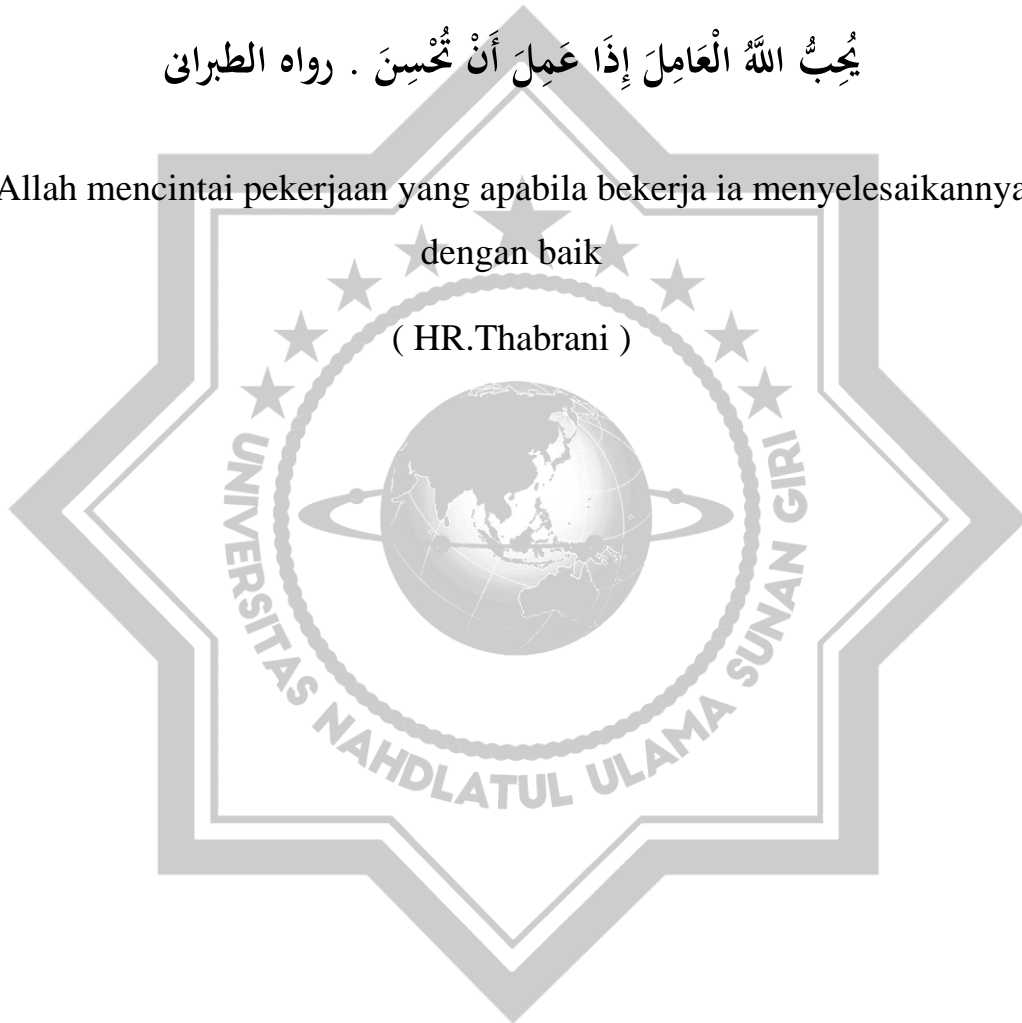 يُحِبُّ اللَّهُ الْعَامِلَ إِذَا عَمِلَ أَنْ تُحْسِنَ . رواه الطبرانى
Allah mencintai pekerjaan yang apabila bekerja ia menyelesaikannya
dengan baik
( HR.Thabrani )
UNIVERSITAS NAHDLATUL ULAMA SUNAN GIRI